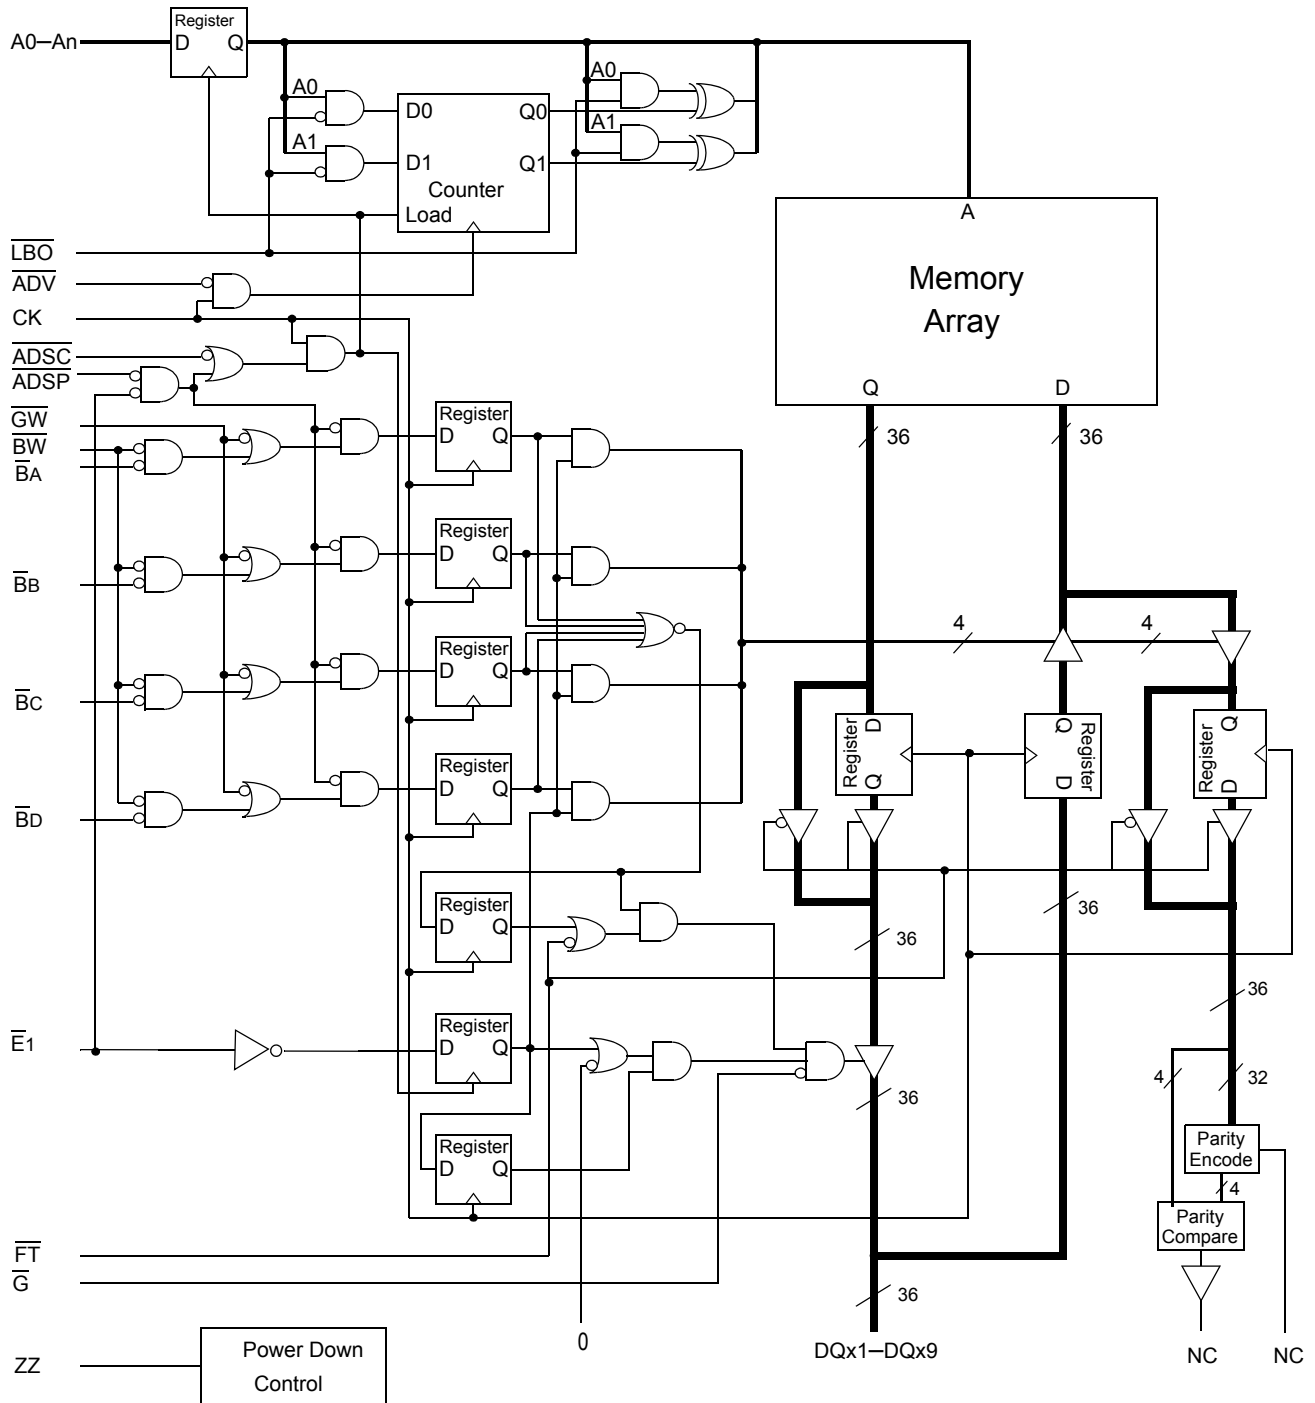 Register
A0–An
D Q
A0
A0
D0 Q0
A1
A1
D1 Q1
Counter
Load
A
LBO
Memory
ADV
Array
CK
ADSC
ADSP
Q D
GW
Register
BW
D Q
36
36
BA
Register
BB
D Q
4
4
Register
BC
D Q
Register
D
Q
Q
D
Register
Register
Q
D
Register
BD
D Q
36
Register
D Q
36
36
Register
E1
D Q
4
32
36
Register
D Q
Parity
Encode
4
Parity
Compare
FT
G
36
0
DQx1–DQx9
NC
NC
ZZ
Power Down
Control